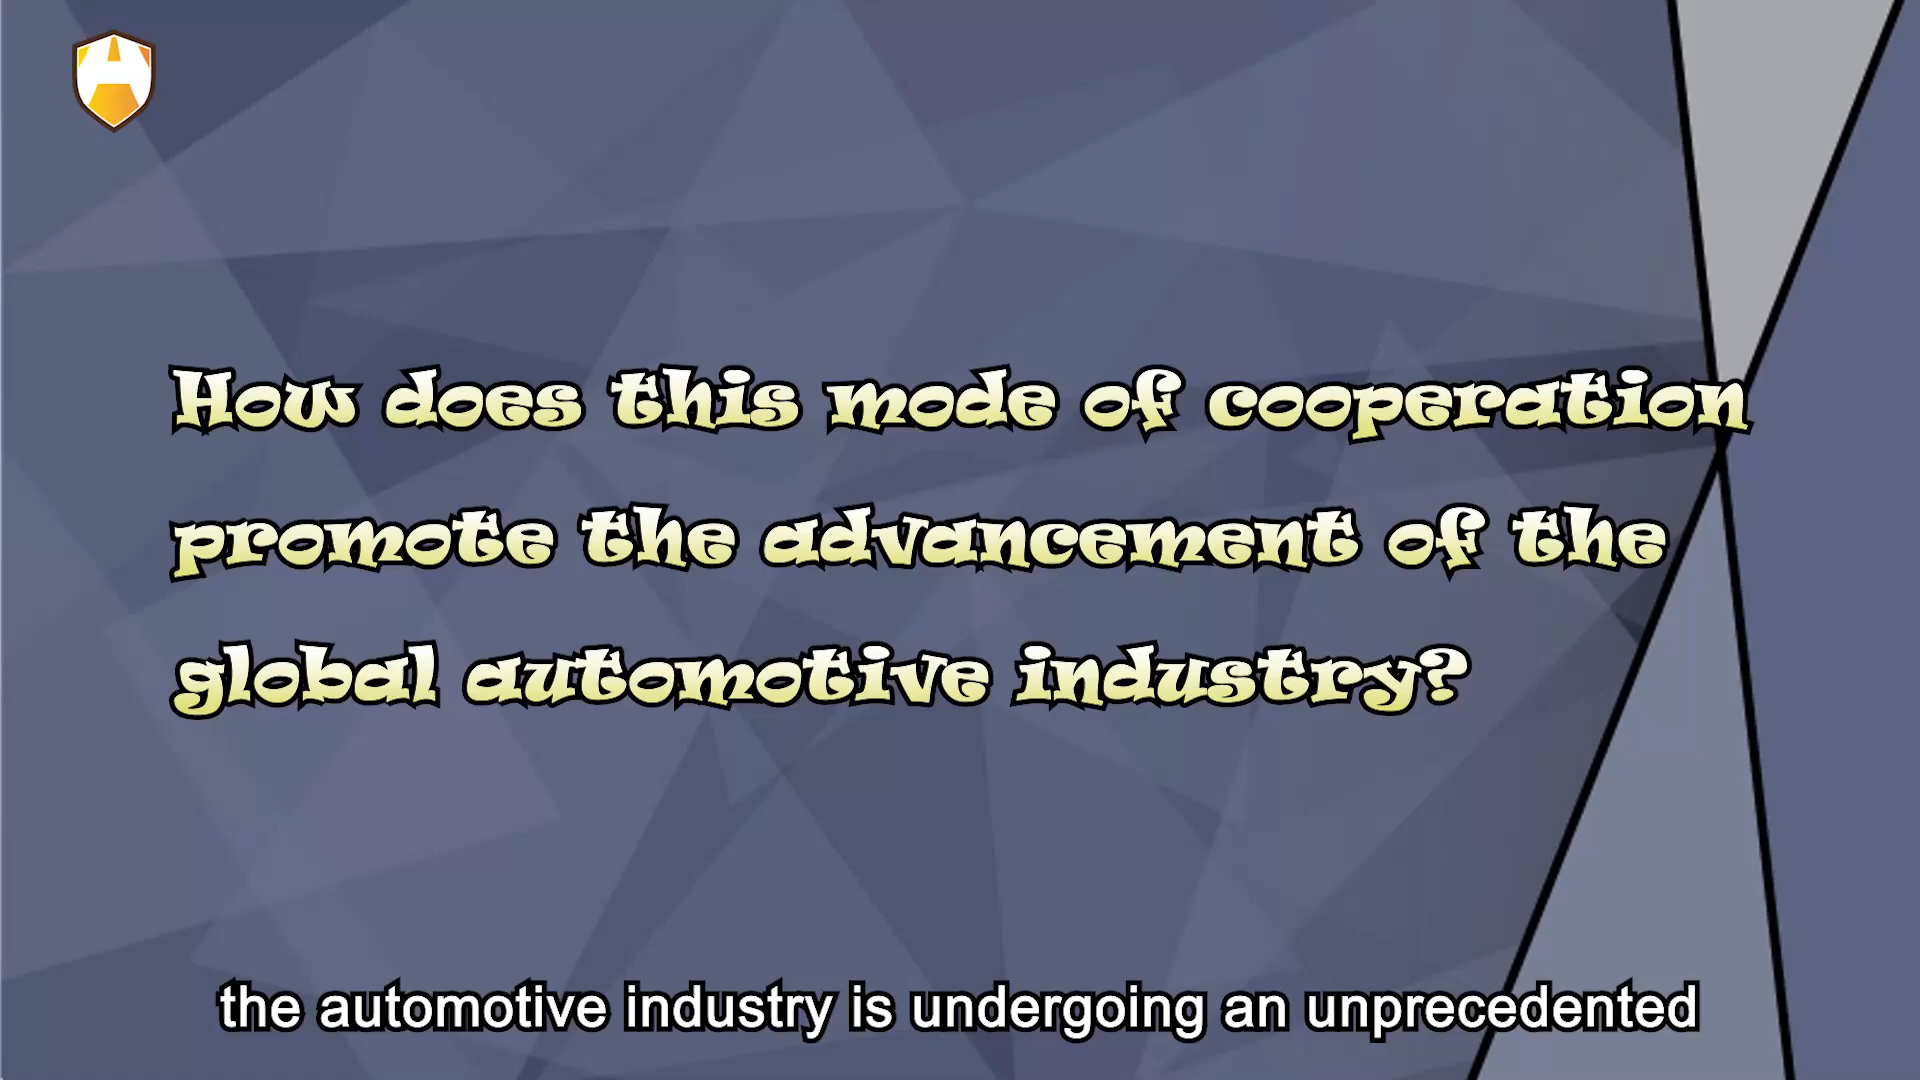 How does this mode of cooperation
promote the advancement of the
global automotive industry?
the automotive industry is undergoing an unprecedented